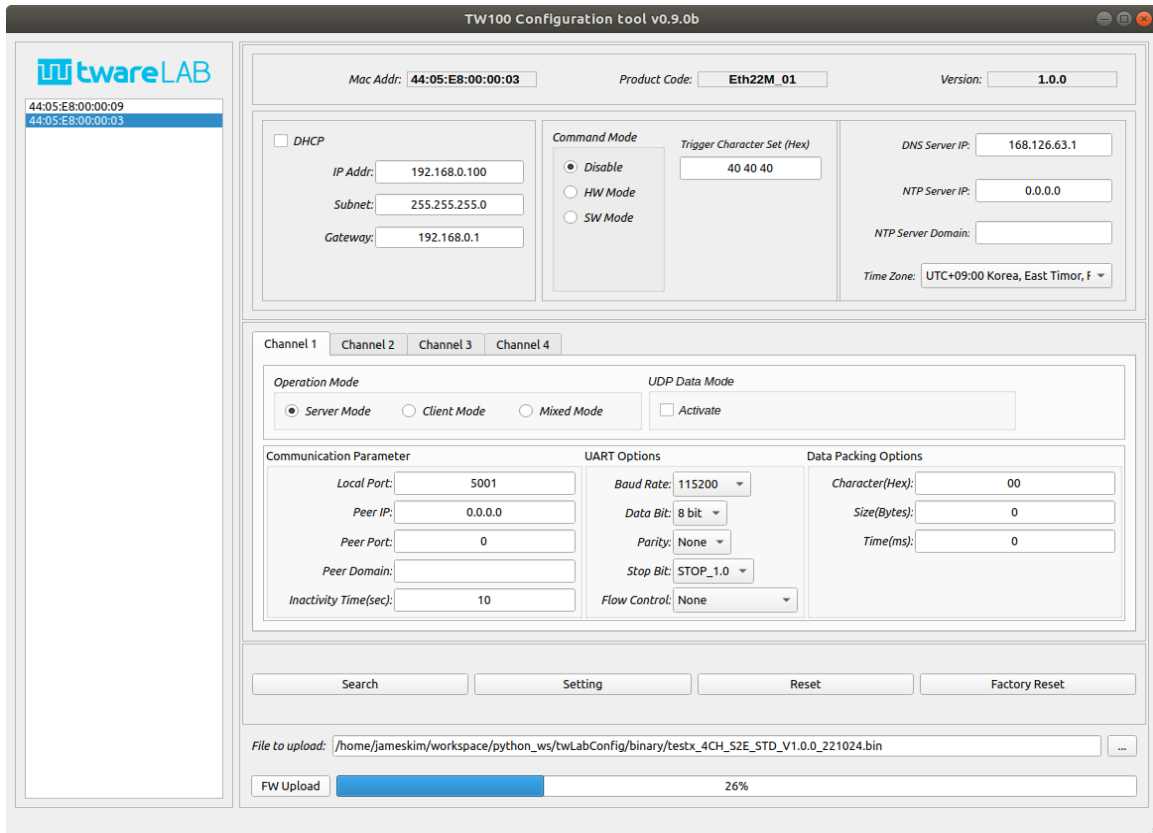 TW100 Configuration tool v0.9.0b
twareLAB
44:05:E8:00:00:09
44:05:E8:00:00:03
Mac Addr: 44:05:E8:00:00:03 Product Code: Eth22M_01 Version: 1.0.0
DHCP
IP Addr: 192.168.0.100
Subnet: 255.255.255.0
Gateway: 192.168.0.1
Command Mode
Disable
HW Mode
SW Mode
Trigger Character Set (Hex)
40 40 40
DNS Server IP: 168.126.63.1
NTP Server IP: 0.0.0.0
NTP Server Domain:
Time Zone: UTC+09:00 Korea, East Timor, F
Channel 1 Channel 2 Channel 3 Channel 4
Operation Mode
Server Mode Client Mode Mixed Mode
UDP Data Mode
Activate
Communication Parameter
Local Port: 5001
Peer IP: 0.0.0.0
Peer Port: 0
Peer Domain:
Inactivity Time(sec): 10
UART Options
Baud Rate: 115200
Data Bit: 8 bit
Parity: None
Stop Bit: STOP_1.0
Flow Control: None
Data Packing Options
Character(Hex): 00
Size(Bytes): 0
Time(ms): 0
Search Setting Reset Factory Reset
File to upload: /home/jameskim/workspace/python_ws/twLabConfig/binary/testx_4CH_S2E_STD_V1.0.0_221024.bin ...
FW Upload 26%